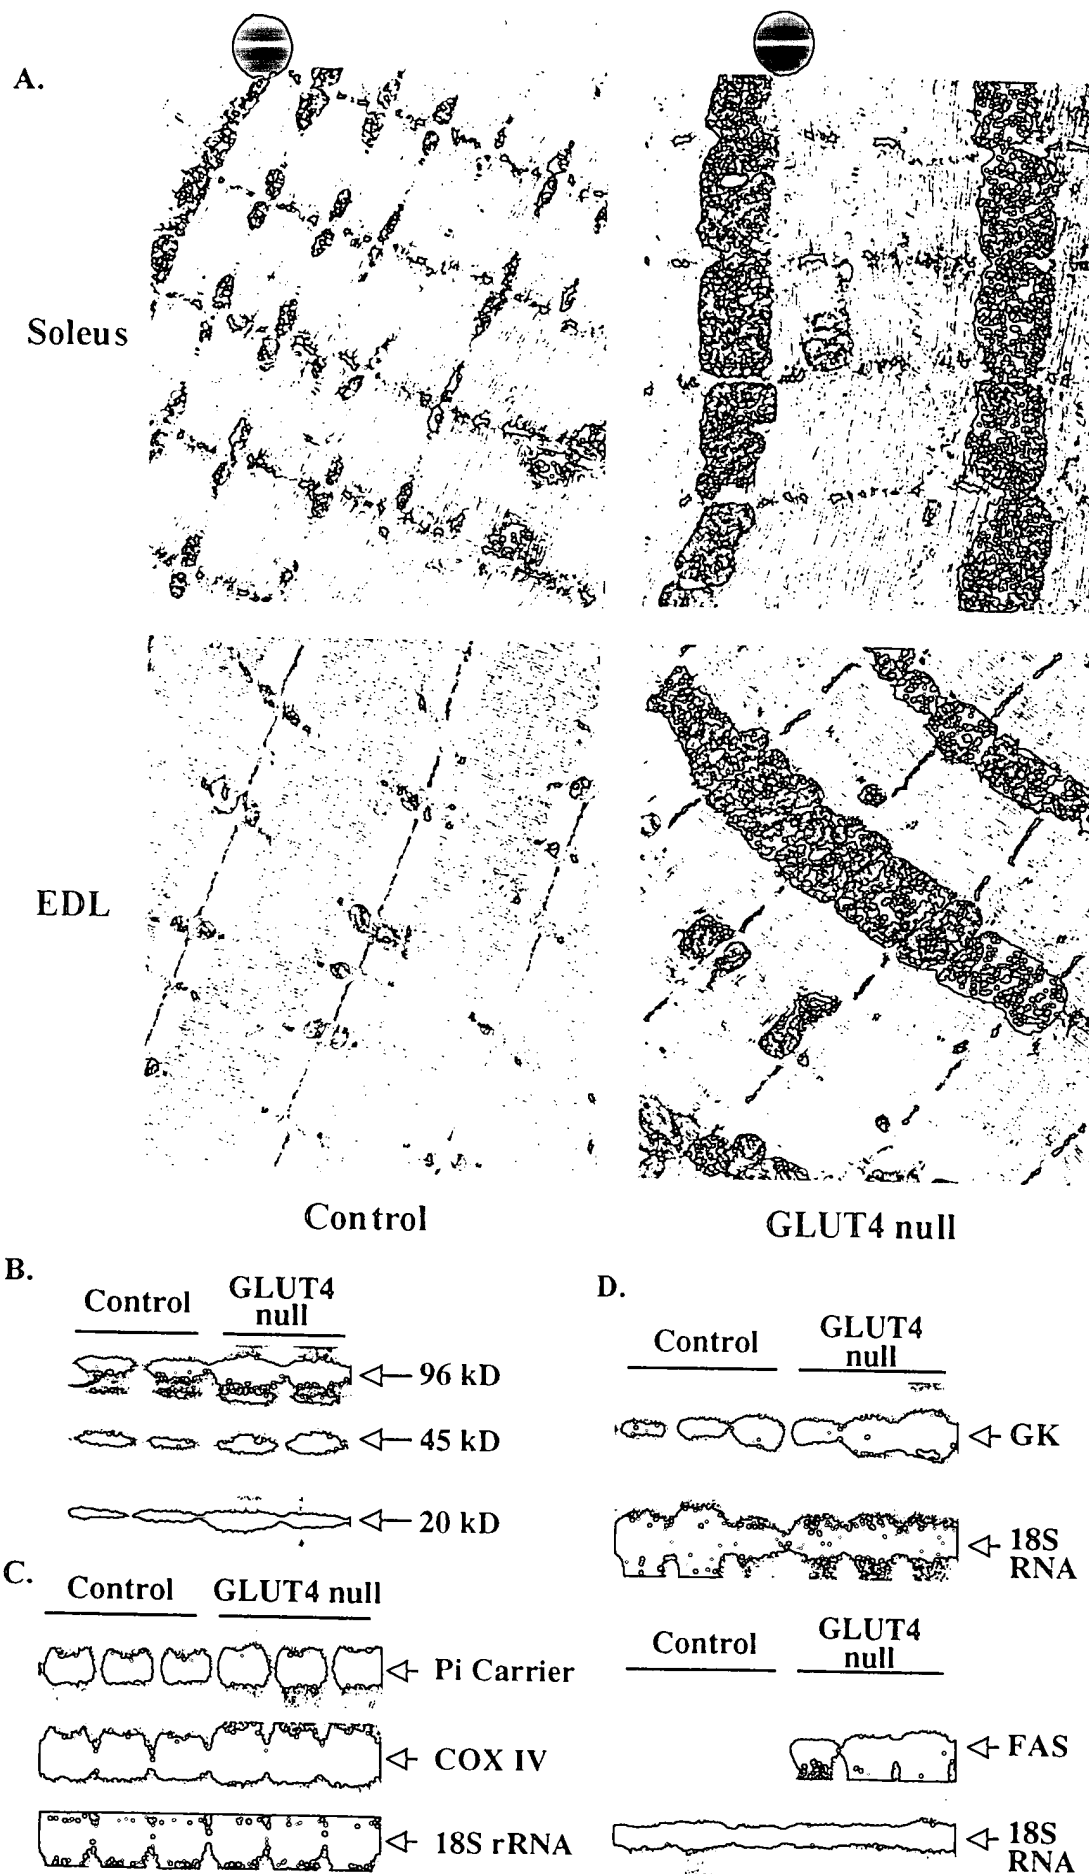 A.
Soleus
EDL
Control
GLUT4 null
B.
Control
GLUT4
null
96 kD
45 kD
20 kD
C.
Control
GLUT4 null
Pi Carrier
COX IV
18S rRNA
D.
Control
GLUT4
null
GK
18S
RNA
Control
GLUT4
null
FAS
18S
RNA